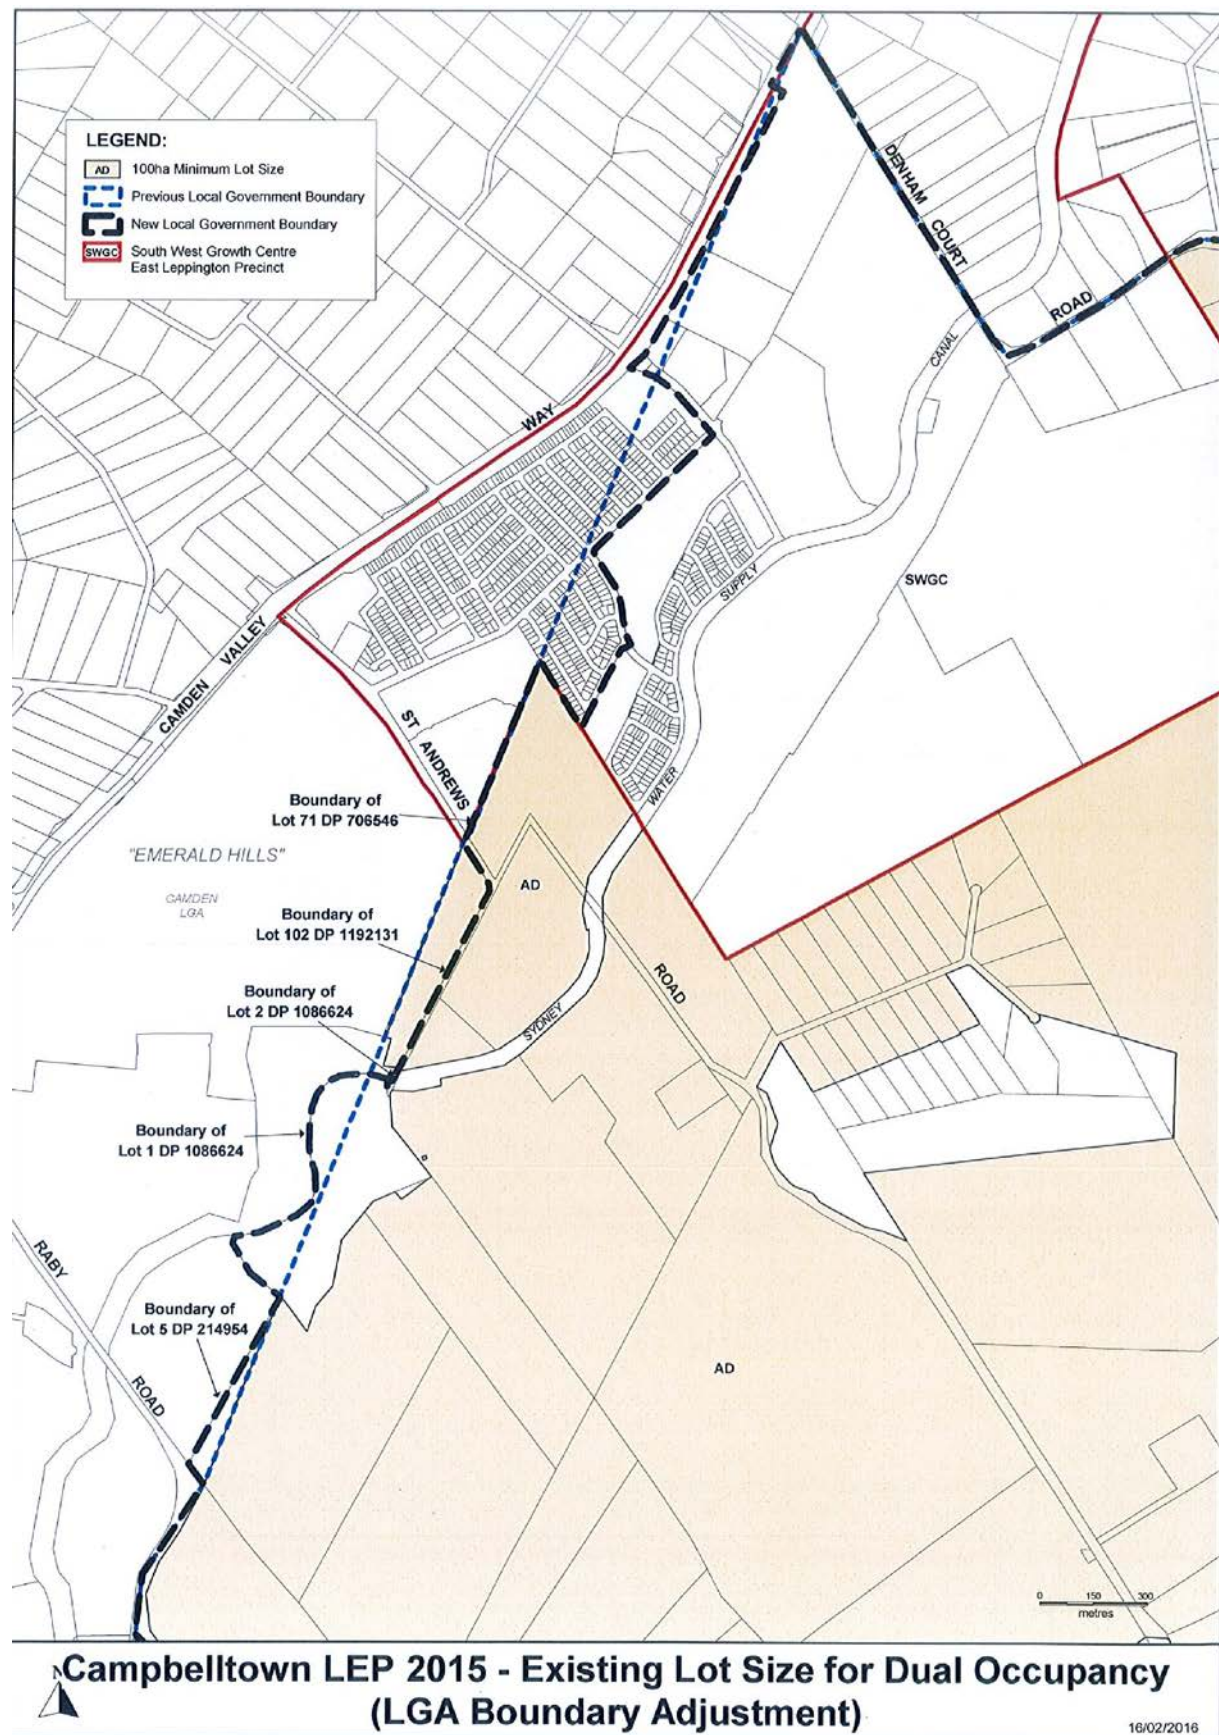 LEGEND:
AD 100ha Minimum Lot Size
Previous Local Government Boundary
New Local Government Boundary
SWGC South West Growth Centre
East Leppington Precinct
DENHAM
COURT
ROAD
CANAL
WAY
SUPPLY
SWGC
VALLEY
CAMDEN
ST
ANDREWS
WATER
Boundary of
Lot 71 DP 706546
"EMERALD HILLS"
CAMDEN
LGA
AD
Boundary of
Lot 102 DP 1192131
ROAD
Boundary of
Lot 2 DP 1086624
SYDNEY
Boundary of
Lot 1 DP 1086624
RABY
Boundary of
Lot 5 DP 214954
ROAD
AD
0 150 300
metres
N
Campbelltown LEP 2015 - Existing Lot Size for Dual Occupancy
(LGA Boundary Adjustment)
16/02/2016